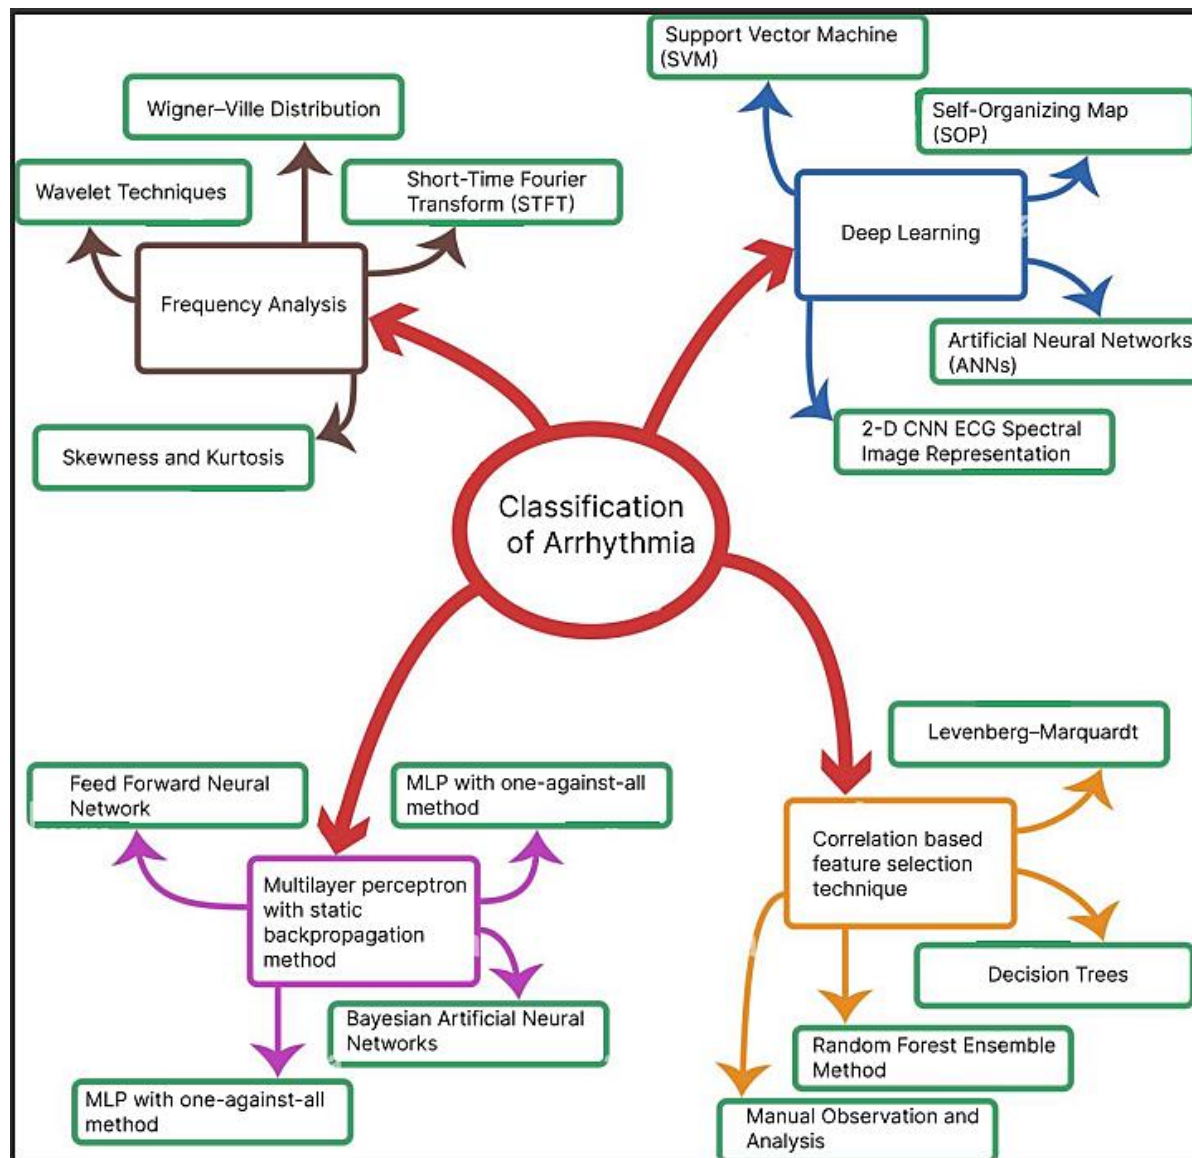 Support Vector Machine
(SVM)
Wigner–Ville Distribution
Self-Organizing Map
(SOP)
Wavelet Techniques
Short-Time Fourier
Transform (STFT)
Deep Learning
Frequency Analysis
Artificial Neural Networks
(ANNs)
Skewness and Kurtosis
2-D CNN ECG Spectral
Image Representation
Classification
of Arrhythmia
Levenberg–Marquardt
Feed Forward Neural
Network
MLP with one-against-all
method
Correlation based
feature selection
technique
Multilayer perceptron
with static
backpropagation
method
Decision Trees
Bayesian Artificial Neural
Networks
Random Forest Ensemble
Method
MLP with one-against-all
method
Manual Observation and
Analysis